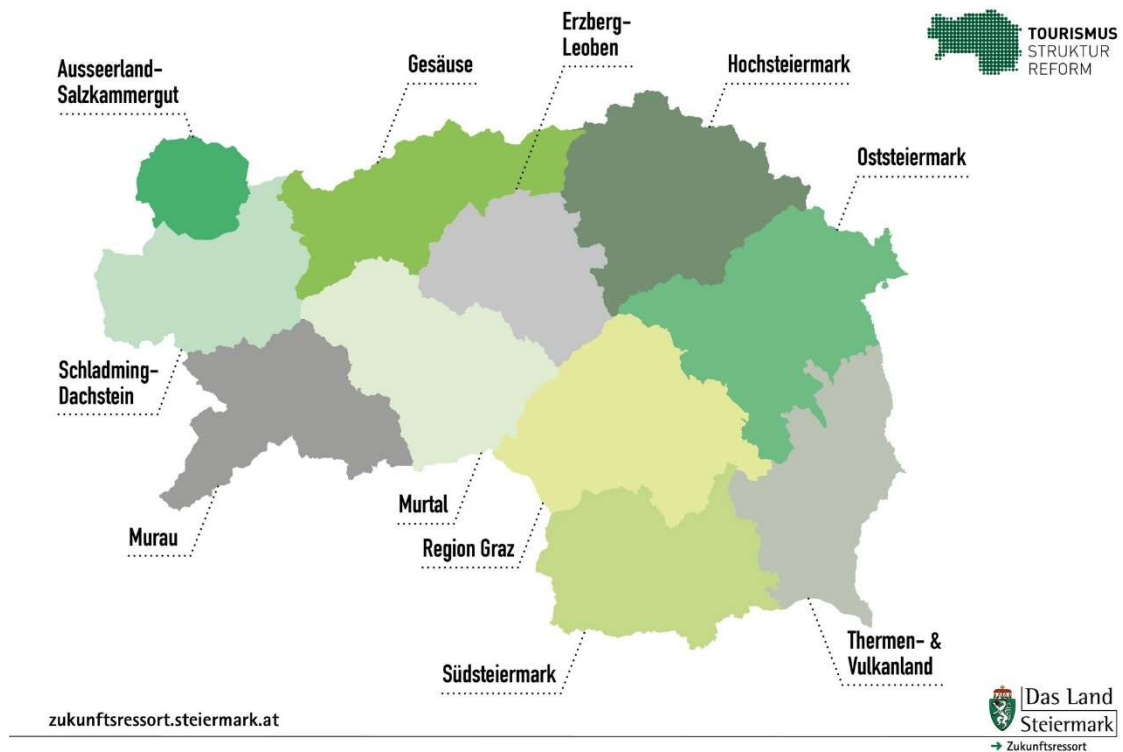 Erzberg-
Leoben
TOURISMUS
STRUKTUR
REFORM
Ausseerland-
Salzkammergut
Gesäuse
Hochsteiermark
Oststeiermark
Schladming-
Dachstein
Murau
Murtal
Region Graz
Südsteiermark
Thermen- &
Vulkanland
zukunftsressort.steiermark.at
Das Land
Steiermark
→ Zukunftsressort